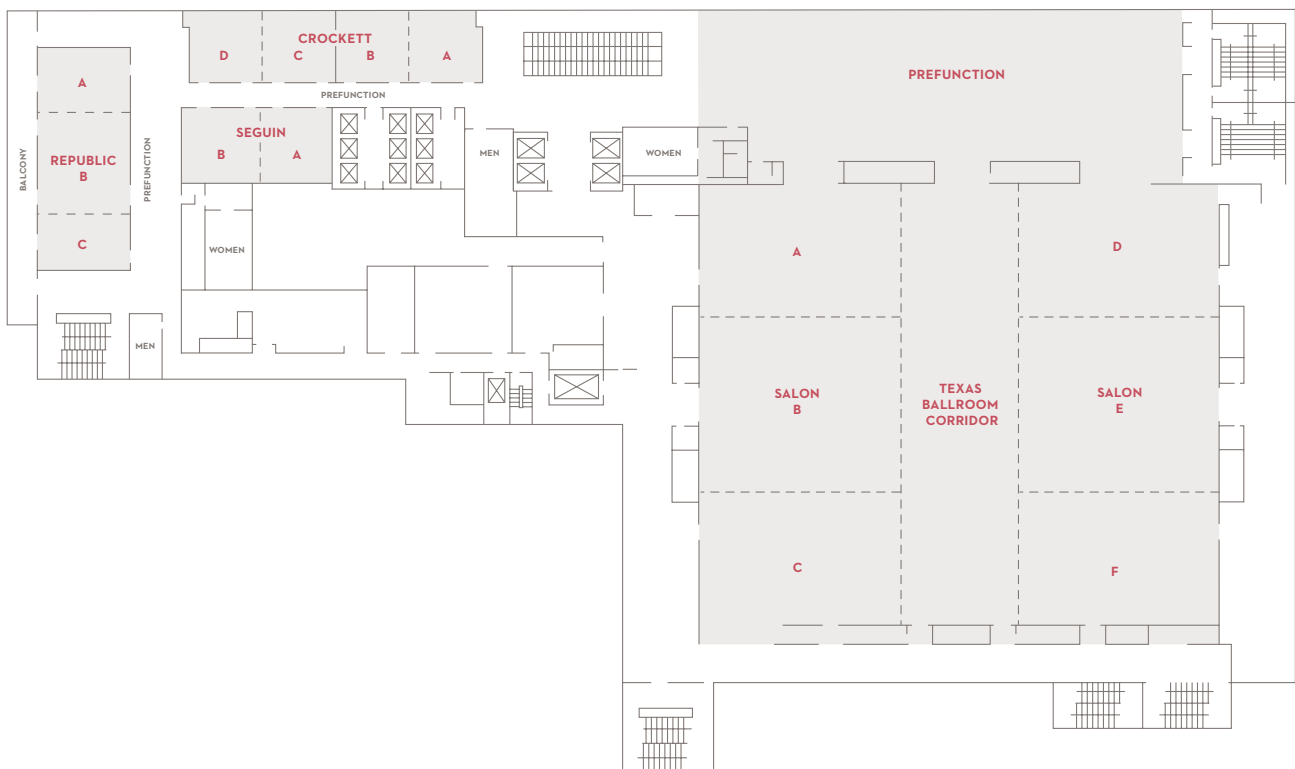 CROCKETT
D
C
B
A
PREFUNCTION
SEGUIN
B
A
BALCONY
A
REPUBLIC
B
C
PREFUNCTION
WOMEN
MEN
MEN
WOMEN
PREFUNCTION
A
D
SALON
B
TEXAS
BALLROOM
CORRIDOR
SALON
E
C
F